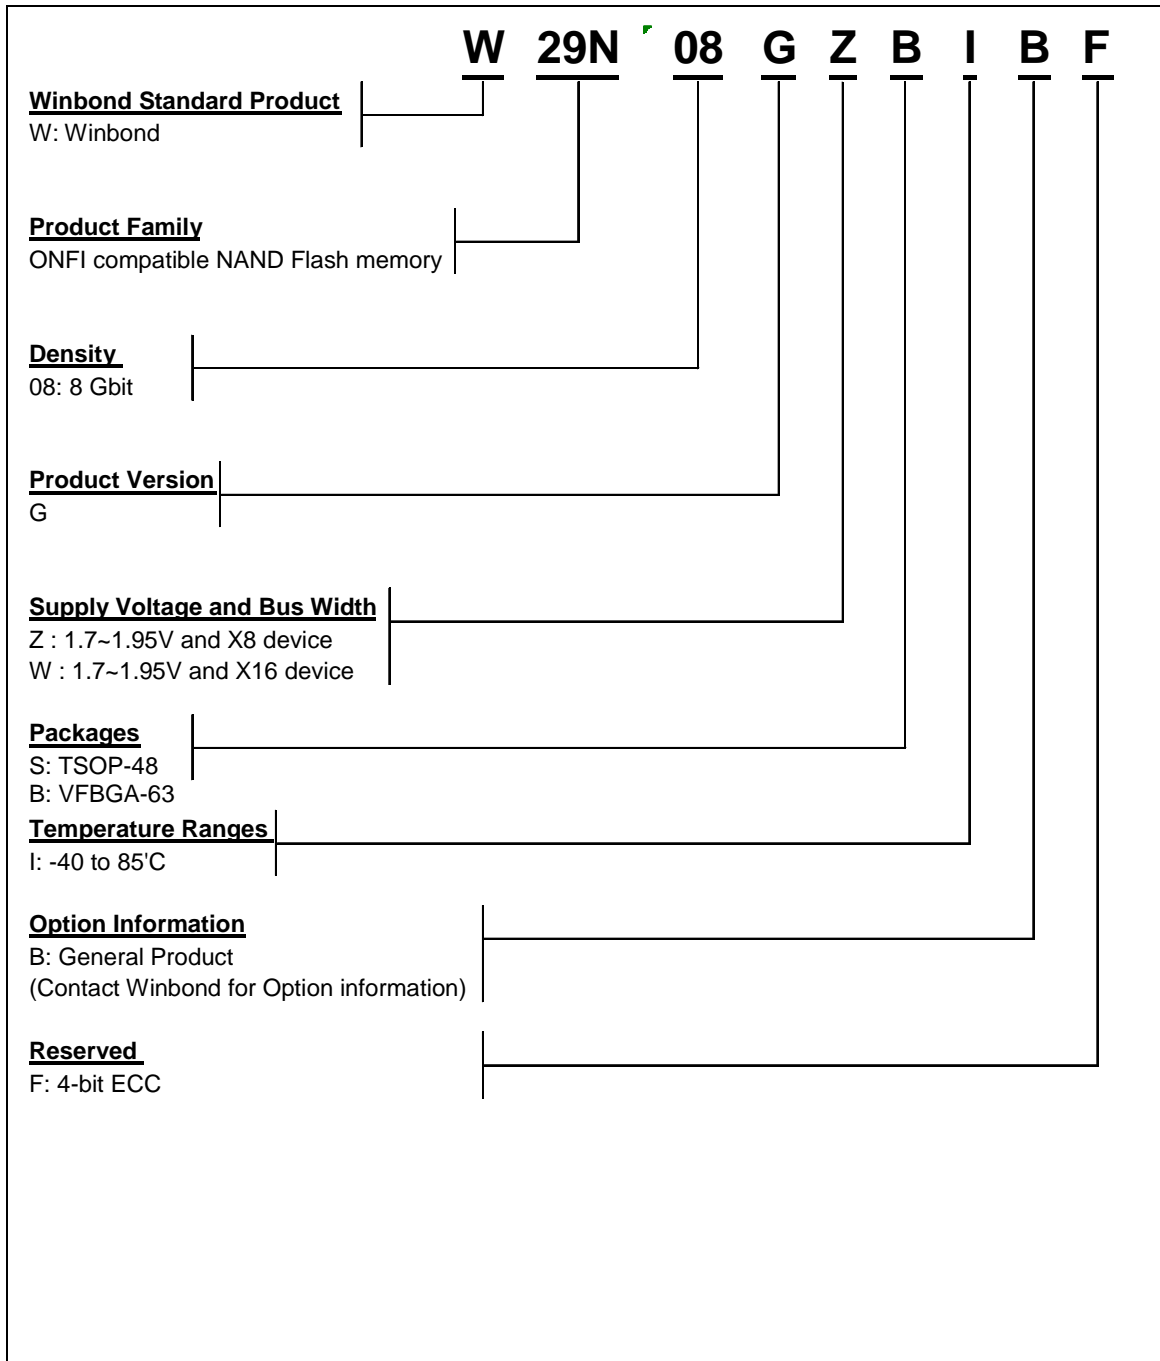 W 29N 08 G Z B I B F
Winbond Standard Product
W: Winbond
Product Family
ONFI compatible NAND Flash memory
Density
08: 8 Gbit
Product Version
G
Supply Voltage and Bus Width
Z : 1.7~1.95V and X8 device
W : 1.7~1.95V and X16 device
Packages
S: TSOP-48
B: VFBGA-63
Temperature Ranges
I: -40 to 85'C
Option Information
B: General Product
(Contact Winbond for Option information)
Reserved
F: 4-bit ECC